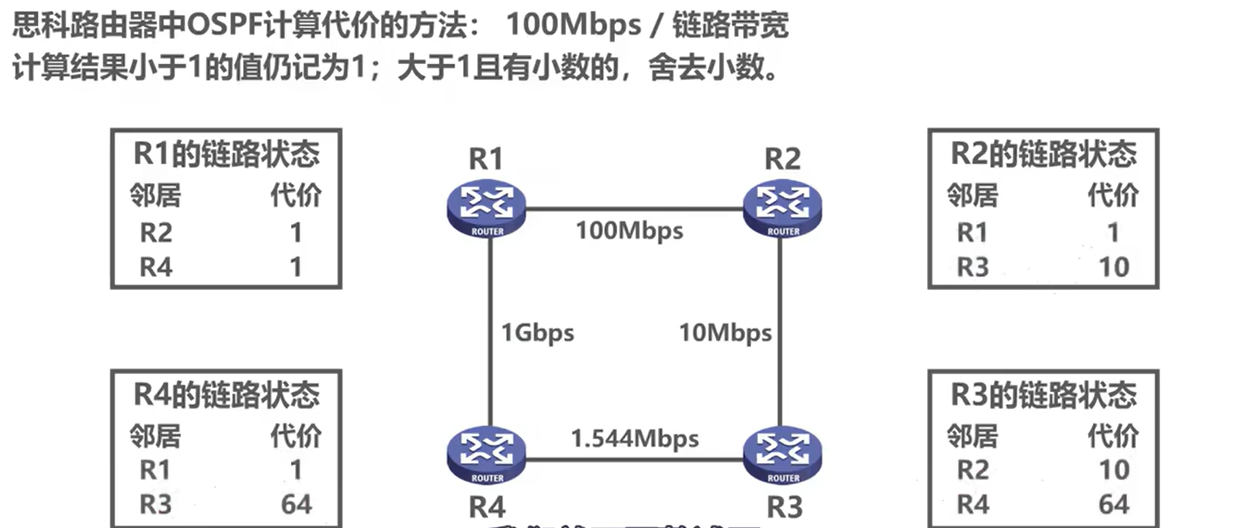 思科路由器中OSPF计算代价的方法： 100Mbps / 链路带宽
计算结果小于1的值仍记为1；大于1且有小数的，舍去小数。
R1的链路状态
邻居 代价
R2 1
R4 1
R1
ROUTER
R2
ROUTER
100Mbps
R2的链路状态
邻居 代价
R1 1
R3 10
1Gbps
10Mbps
R4的链路状态
邻居 代价
R1 1
R3 64
1.544Mbps
ROUTER
R4
ROUTER
R3
R3的链路状态
邻居 代价
R2 10
R4 64